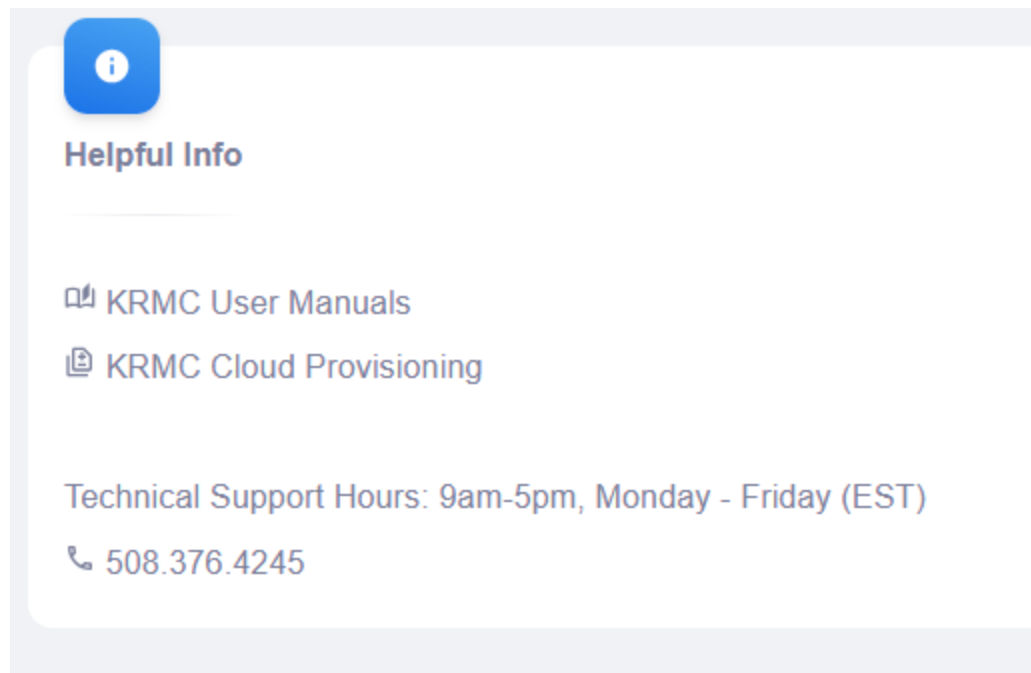 Helpful Info
KRMC User Manuals
KRMC Cloud Provisioning
Technical Support Hours: 9am-5pm, Monday - Friday (EST)
508.376.4245